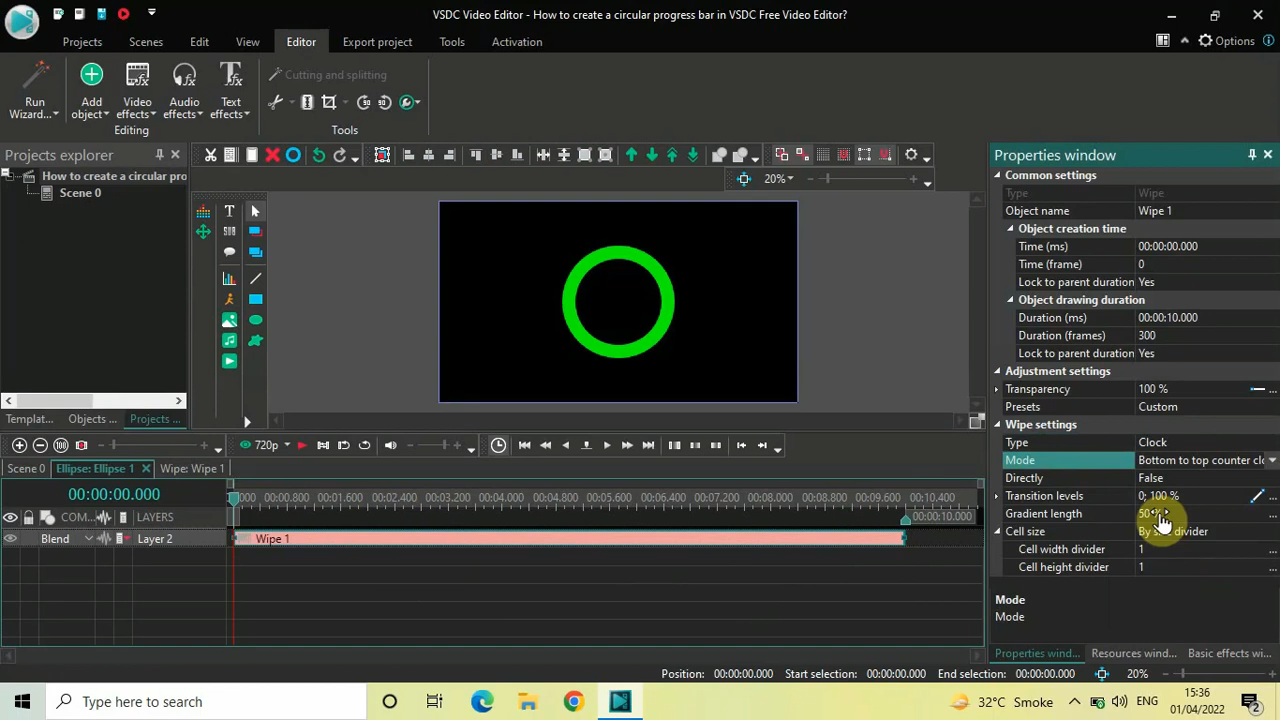 VSDC Video Editor - How to create a circular progress bar in VSDC Free Video Editor?
Projects Scenes Edit View Editor Export project Tools Activation Options
Run Wizard... Add object Video effects Audio effects Text effects
Editing
Cutting and splitting
Tools
Projects explorer
How to create a circular pro
Scene 0
Templat... Objects ... Projects ...
20%
T
720p
Scene 0 Ellipse: Ellipse 1 Wipe: Wipe 1
00:00:00.000
000 00:00.800 00:01.600 00:02.400 00:03.200 00:04.000 00:04.800 00:05.600 00:06.400 00:07.200 00:08.000 00:08.800 00:09.600 00:10.400
00:00:10.000
COM... LAYERS
Blend Layer 2 Wipe 1
Properties window
Common settings
Type Wipe
Object name Wipe 1
Object creation time
Time (ms) 00:00:00.000
Time (frame) 0
Lock to parent duration Yes
Object drawing duration
Duration (ms) 00:00:10.000
Duration (frames) 300
Lock to parent duration Yes
Adjustment settings
Transparency 100 % ...
Presets Custom
Wipe settings
Type Clock
Mode Bottom to top counter clo
Directly False
Transition levels 0; 100 % ...
Gradient length ...
Cell size
Cell width divider 1 ...
Cell height divider 1 ...
Mode
Mode
Properties wind... Resources wind... Basic effects wi...
Position: 00:00:00.000 Start selection: 00:00:00.000 End selection: 00:00:00.000 20%
Type here to search
32°C Smoke ENG
15:36
01/04/2022
2